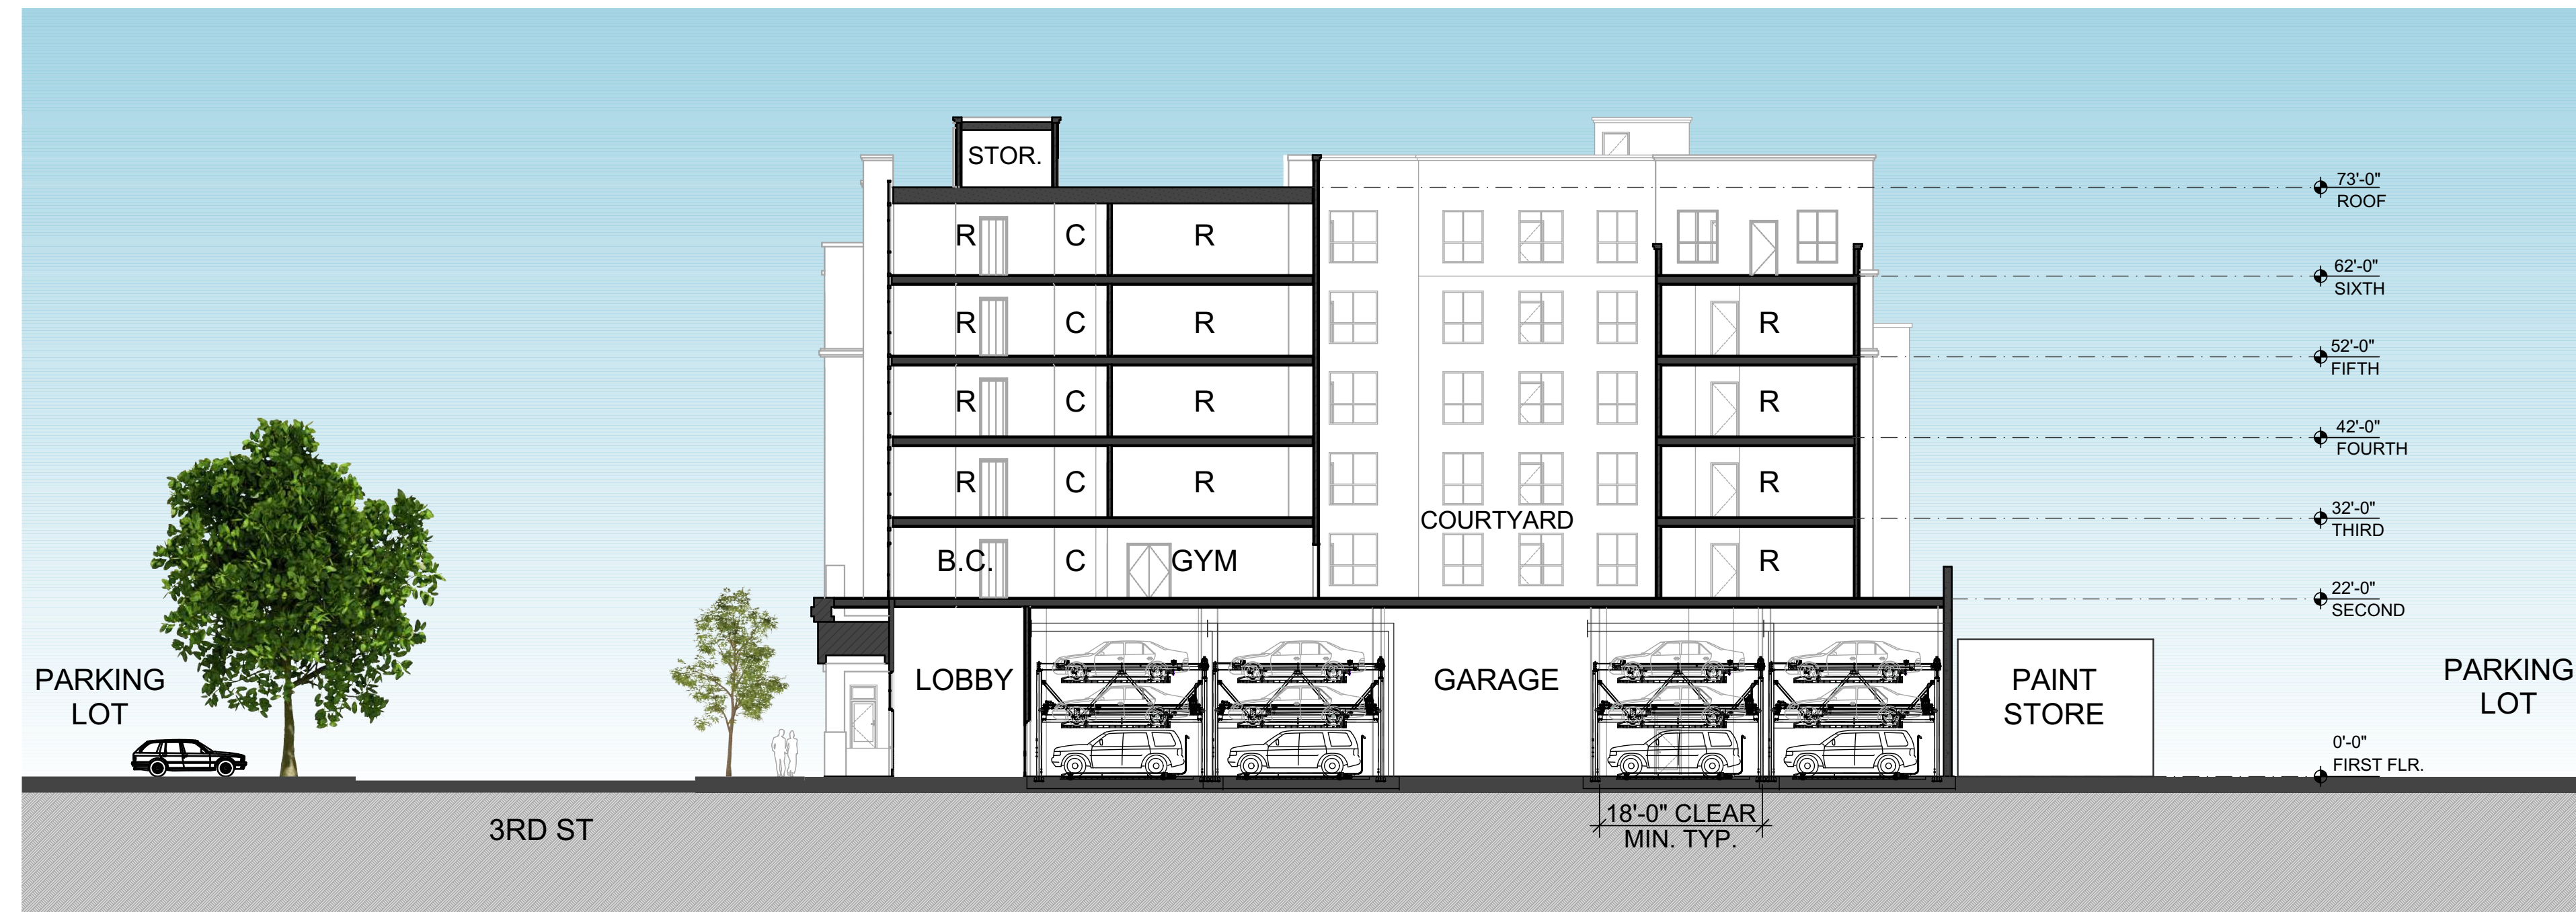 STOR.
73'-0"
ROOF
R C R
62'-0"
SIXTH
R C R R
52'-0"
FIFTH
R C R R
42'-0"
FOURTH
R C R R
COURTYARD
32'-0"
THIRD
B.C. C GYM R
22'-0"
SECOND
PARKING
LOT
LOBBY
GARAGE
PAINT
STORE
PARKING
LOT
0'-0"
FIRST FLR.
3RD ST
18'-0" CLEAR
MIN. TYP.